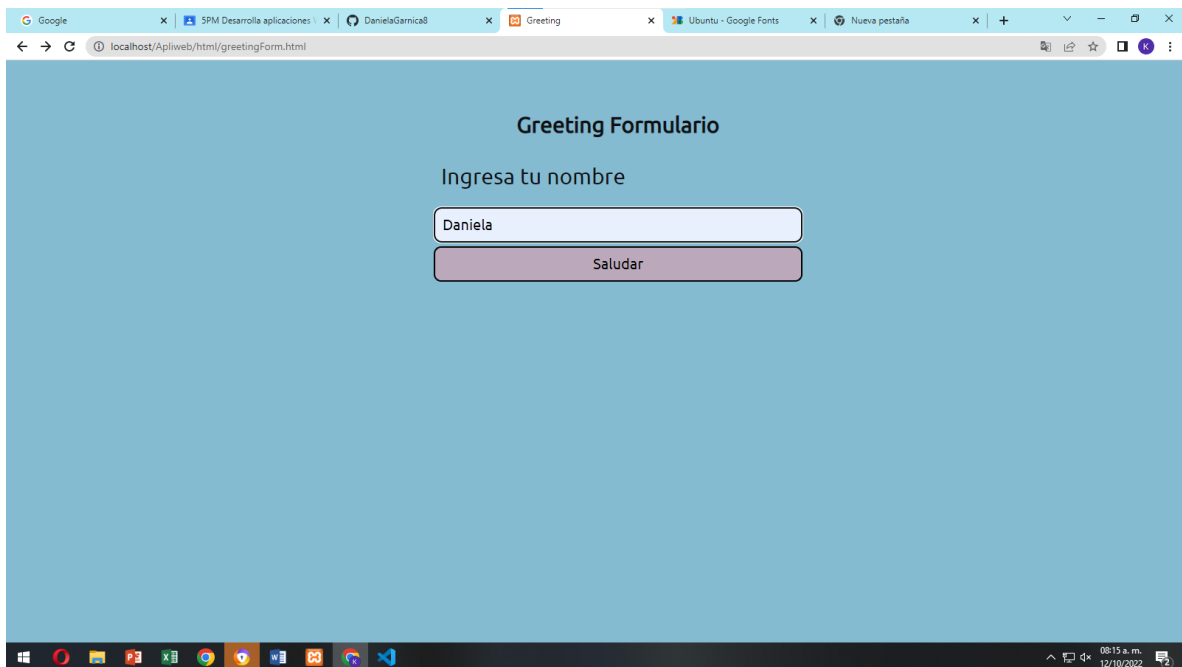 Google
5PM Desarrolla aplicaciones
DanielaGarnica8
Greeting
Ubuntu - Google Fonts
Nueva pestaña
localhost/Apliweb/html/greetingForm.html
K
Greeting Formulario
Ingresa tu nombre
Daniela
Saludar
08:15 a. m.
12/10/2022
2